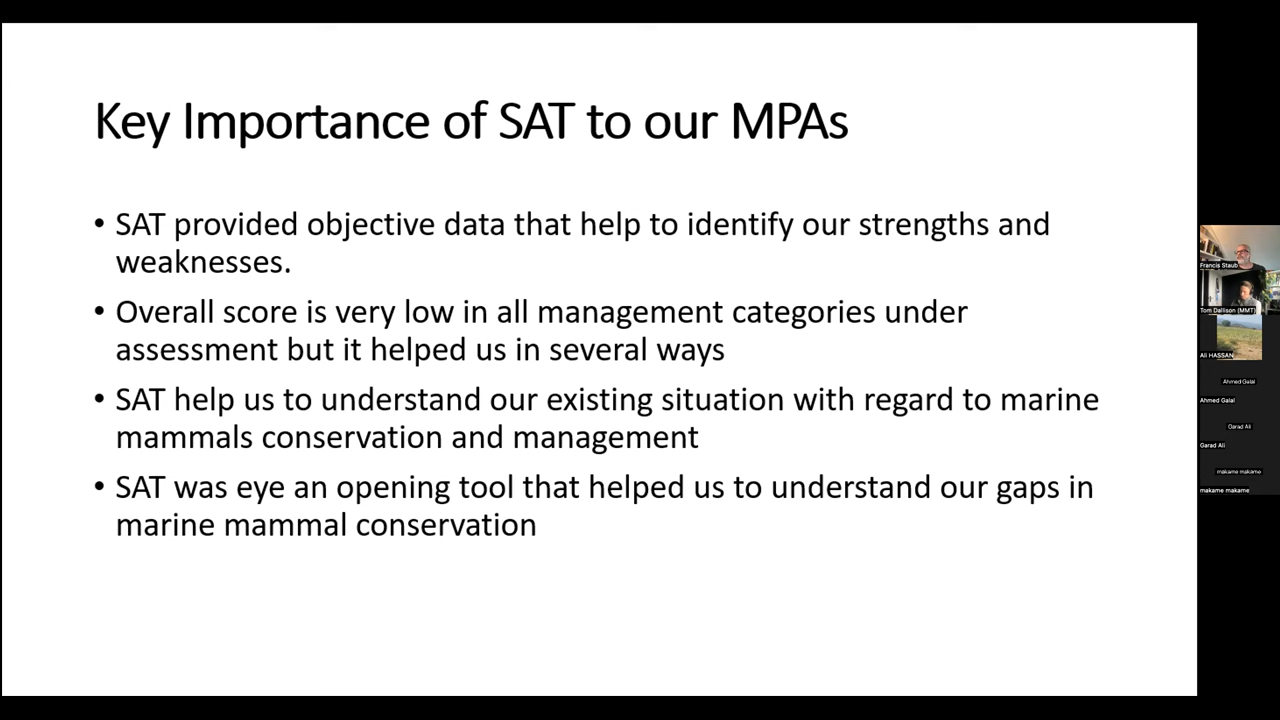 Key Importance of SAT to our MPAs
• SAT provided objective data that help to identify our strengths and
weaknesses.
• Overall score is very low in all management categories under
assessment but it helped us in several ways
• SAT help us to understand our existing situation with regard to marine
mammals conservation and management
• SAT was eye an opening tool that helped us to understand our gaps in
marine mammal conservation
Francis Staub
Tom Dallison (MMT)
Ali HASSAN
Ahmed Galal
Ahmed Galal
Garad Ali
Garad Ali
makame makame
makame makame